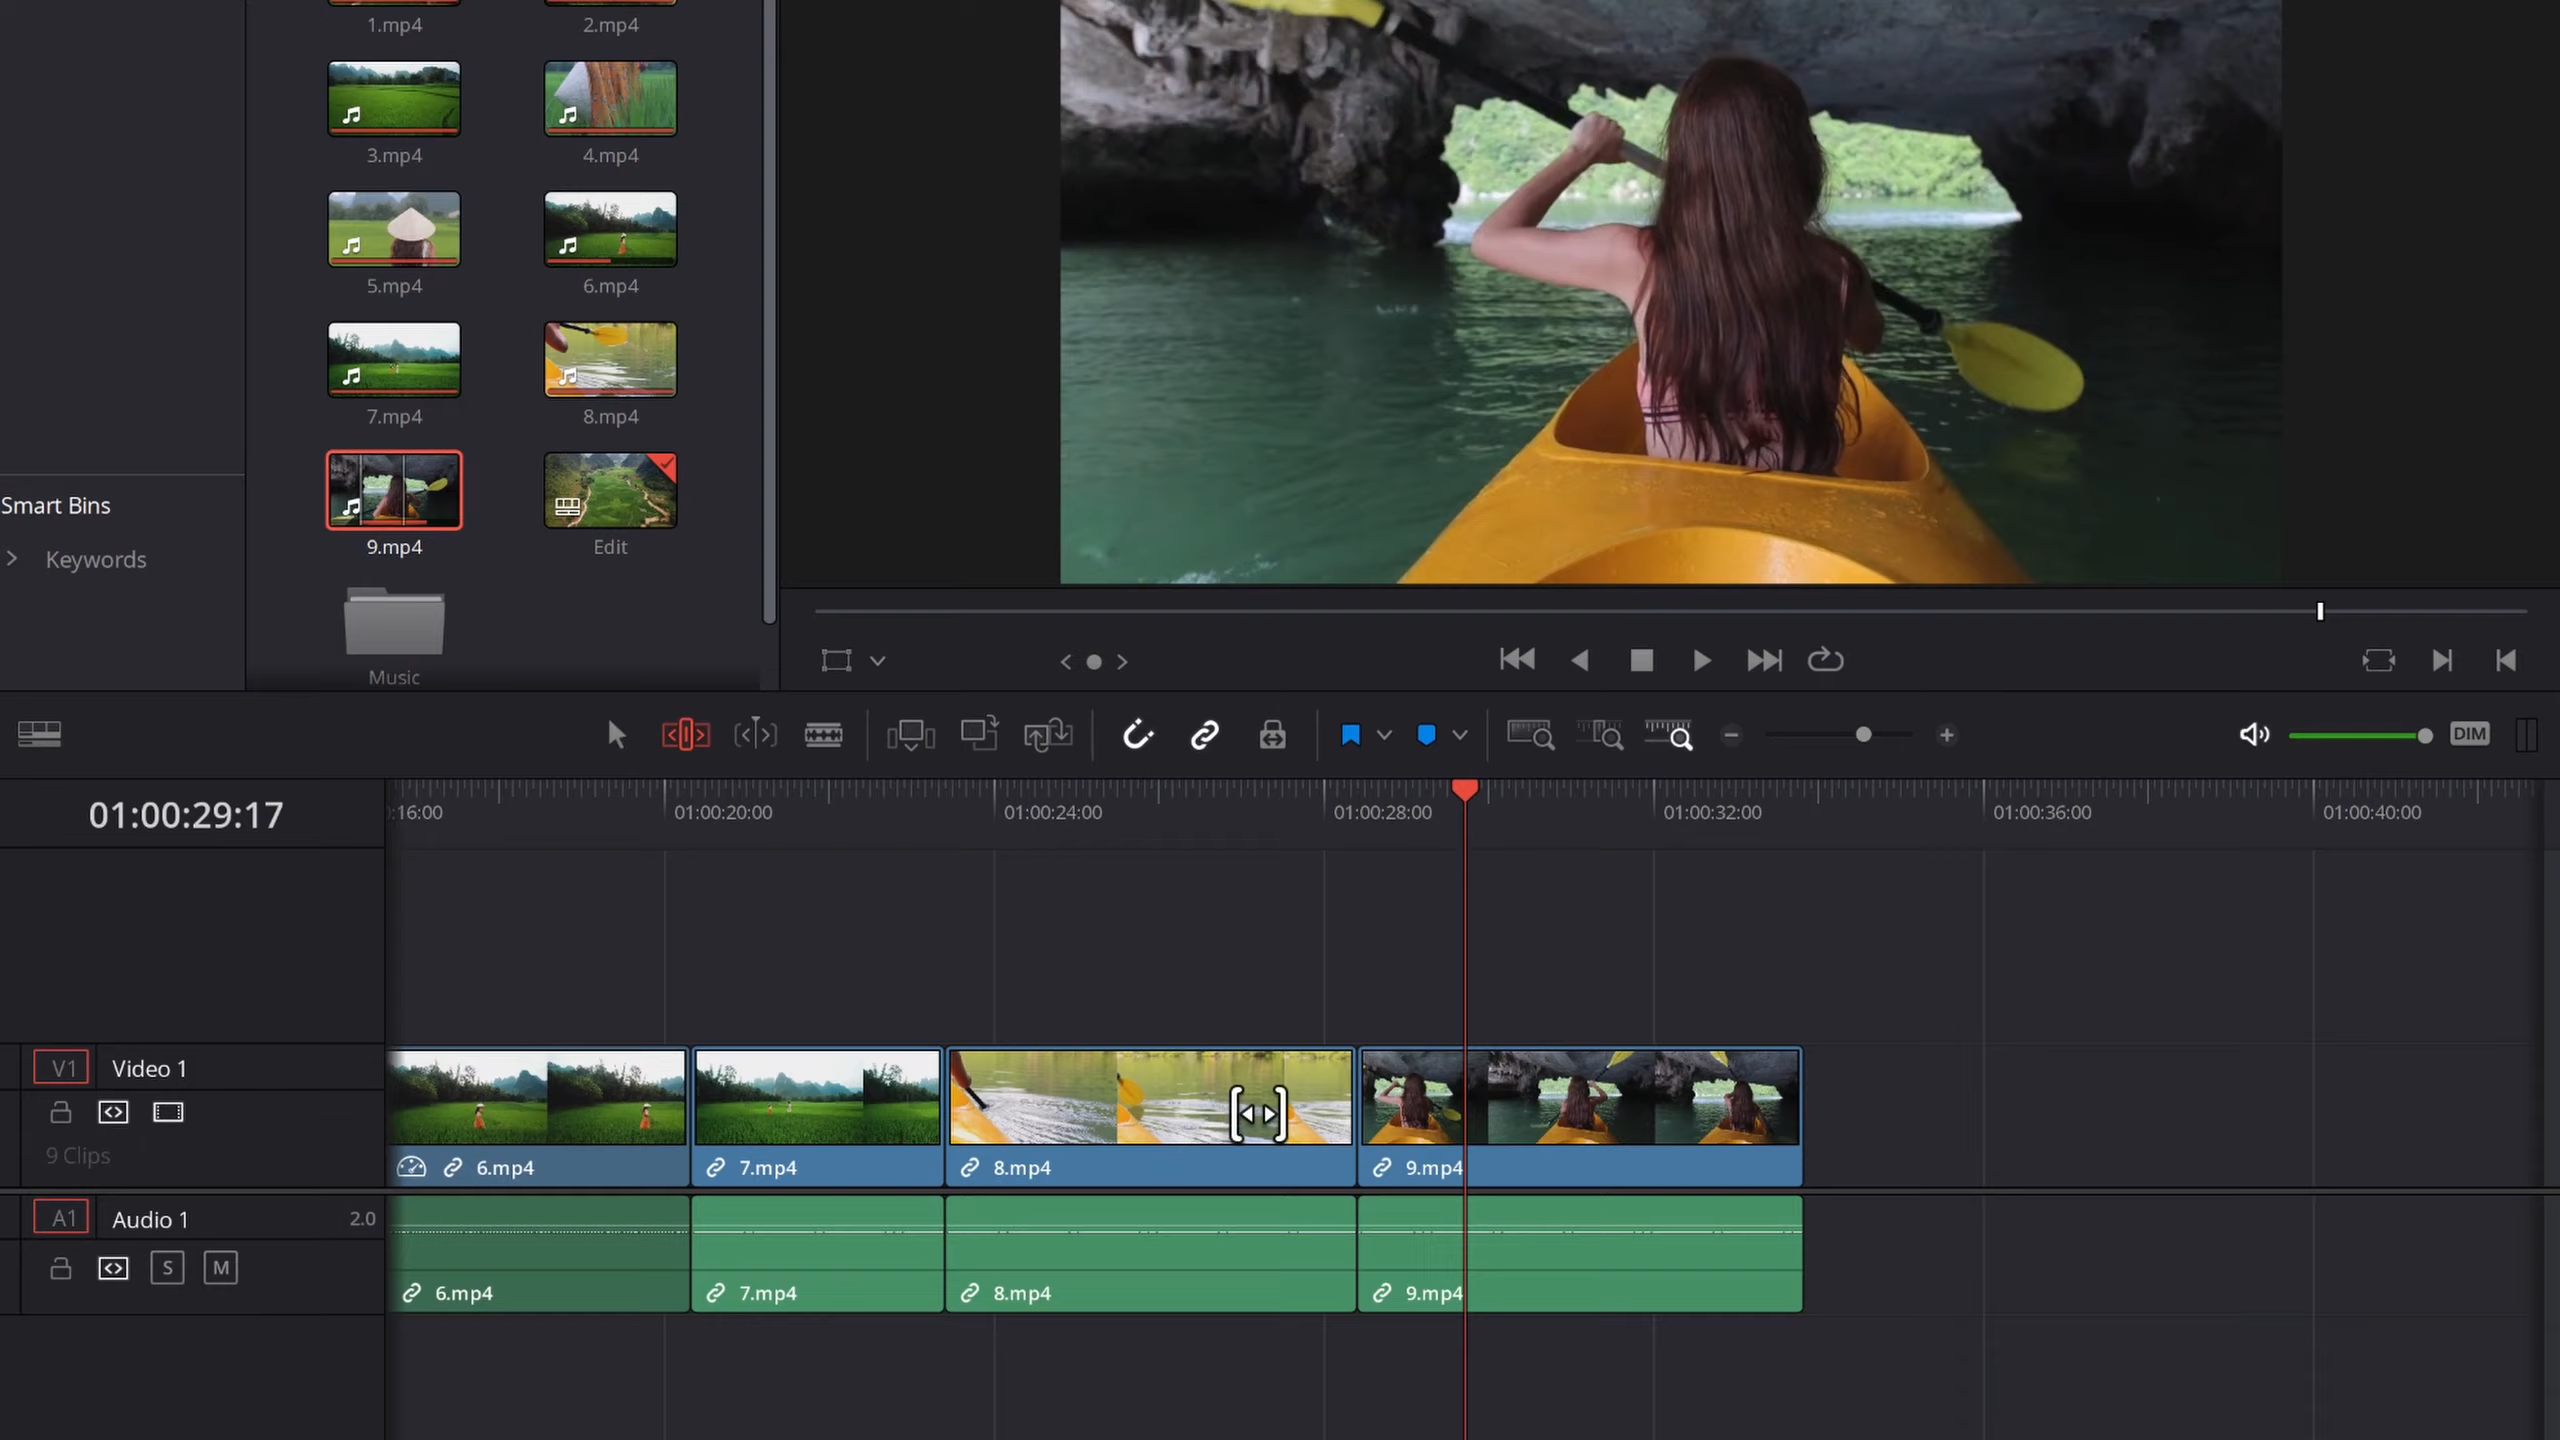 1.mp4
2.mp4
3.mp4
4.mp4
5.mp4
6.mp4
7.mp4
8.mp4
9.mp4
Edit
Music
Smart Bins
Keywords
DIM
01:00:29:17
:16:00
01:00:20:00
01:00:24:00
01:00:28:00
01:00:32:00
01:00:36:00
01:00:40:00
V1
Video 1
9 Clips
6.mp4
7.mp4
8.mp4
9.mp4
A1
Audio 1
2.0
S
M
6.mp4
7.mp4
8.mp4
9.mp4